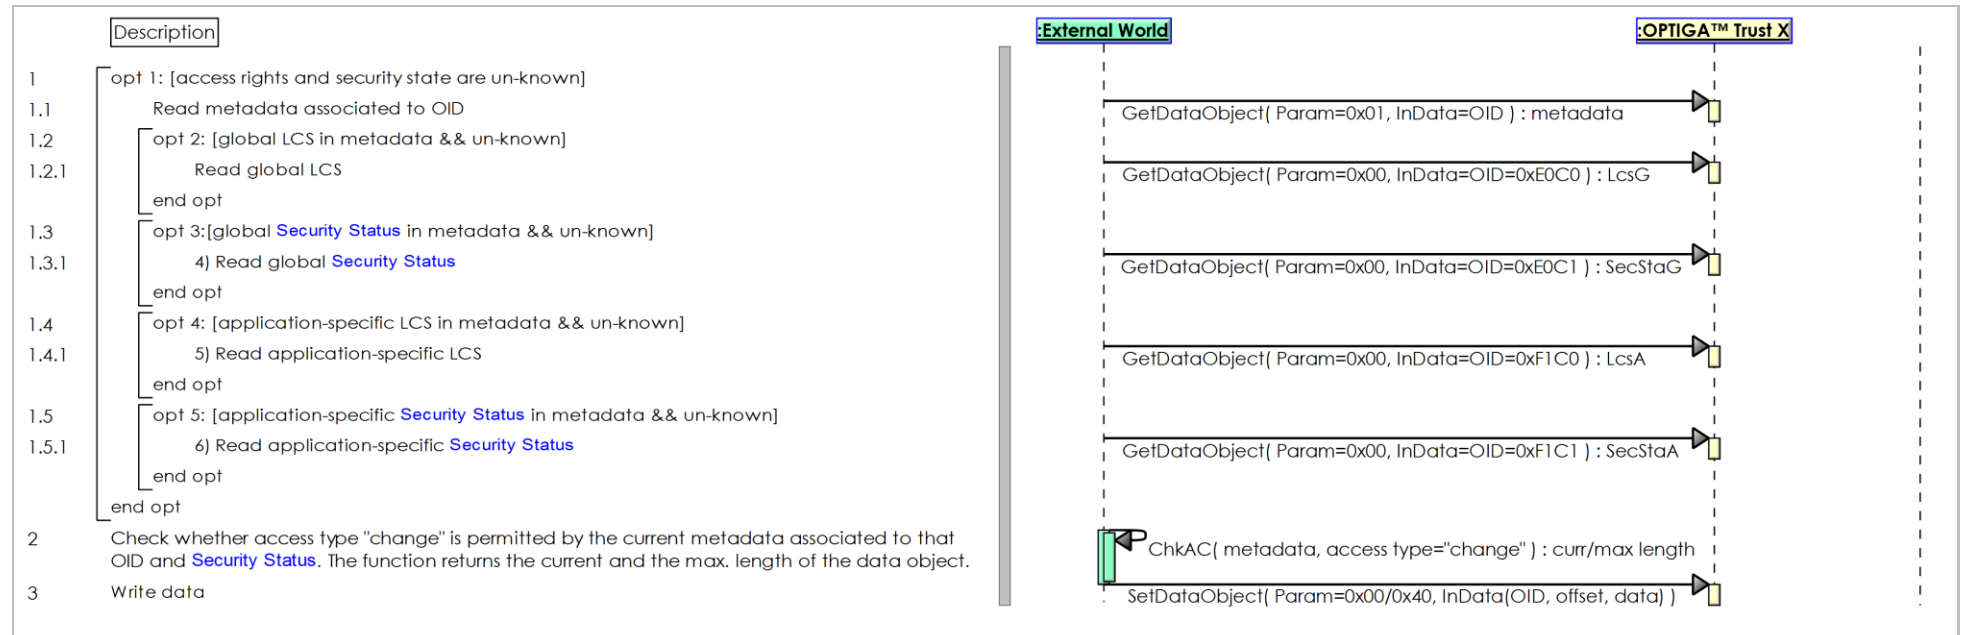 Description :External World :OPTIGA™ Trust X
1 opt 1: [access rights and security state are un-known]
1.1 Read metadata associated to OID
GetDataObject( Param=0x01, InData=OID ) : metadata
1.2 opt 2: [global LCS in metadata && un-known]
1.2.1 Read global LCS
GetDataObject( Param=0x00, InData=OID=0xE0C0 ) : LcsG
end opt
1.3 opt 3:[global Security Status in metadata && un-known]
1.3.1 4) Read global Security Status
GetDataObject( Param=0x00, InData=OID=0xE0C1 ) : SecStaG
end opt
1.4 opt 4: [application-specific LCS in metadata && un-known]
1.4.1 5) Read application-specific LCS
GetDataObject( Param=0x00, InData=OID=0xF1C0 ) : LcsA
end opt
1.5 opt 5: [application-specific Security Status in metadata && un-known]
1.5.1 6) Read application-specific Security Status
GetDataObject( Param=0x00, InData=OID=0xF1C1 ) : SecStaA
end opt
end opt
2 Check whether access type "change" is permitted by the current metadata associated to that
OID and Security Status. The function returns the current and the max. length of the data object.
ChkAC( metadata, access type="change" ) : curr/max length
3 Write data
SetDataObject( Param=0x00/0x40, InData(OID, offset, data) )